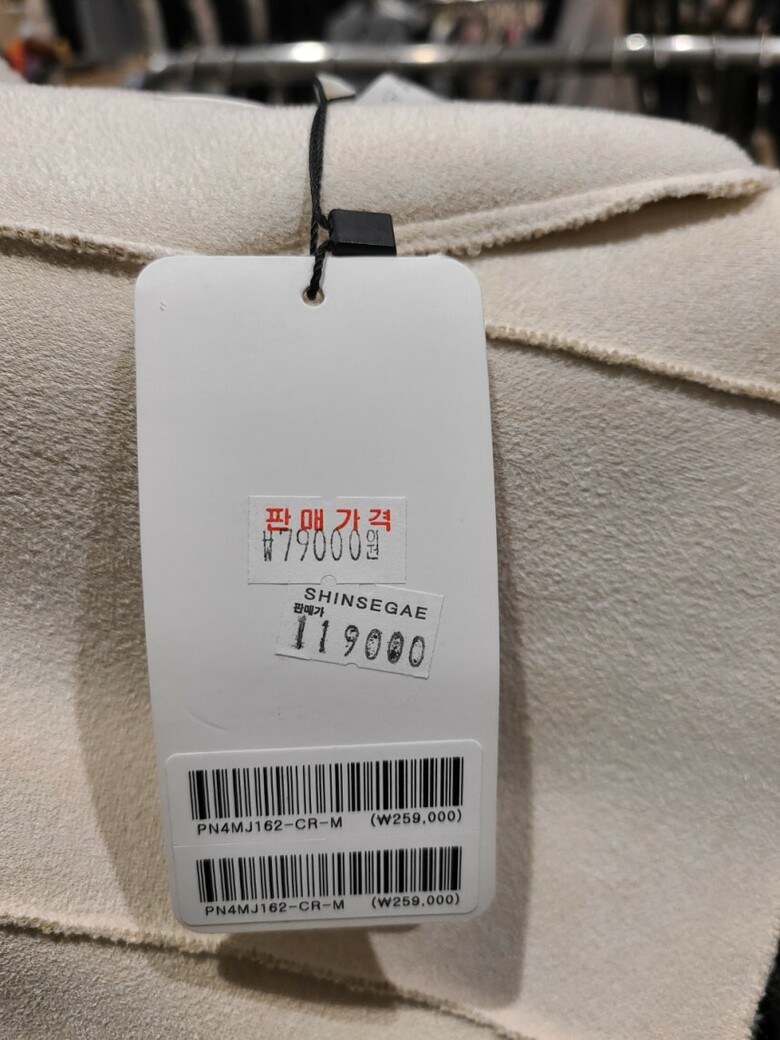 판매가격
₩79000원
SHINSEGAE
판매가
119000
PN4MJ162-CR-M (₩259,000)
PN4MJ162-CR-M (₩259,000)